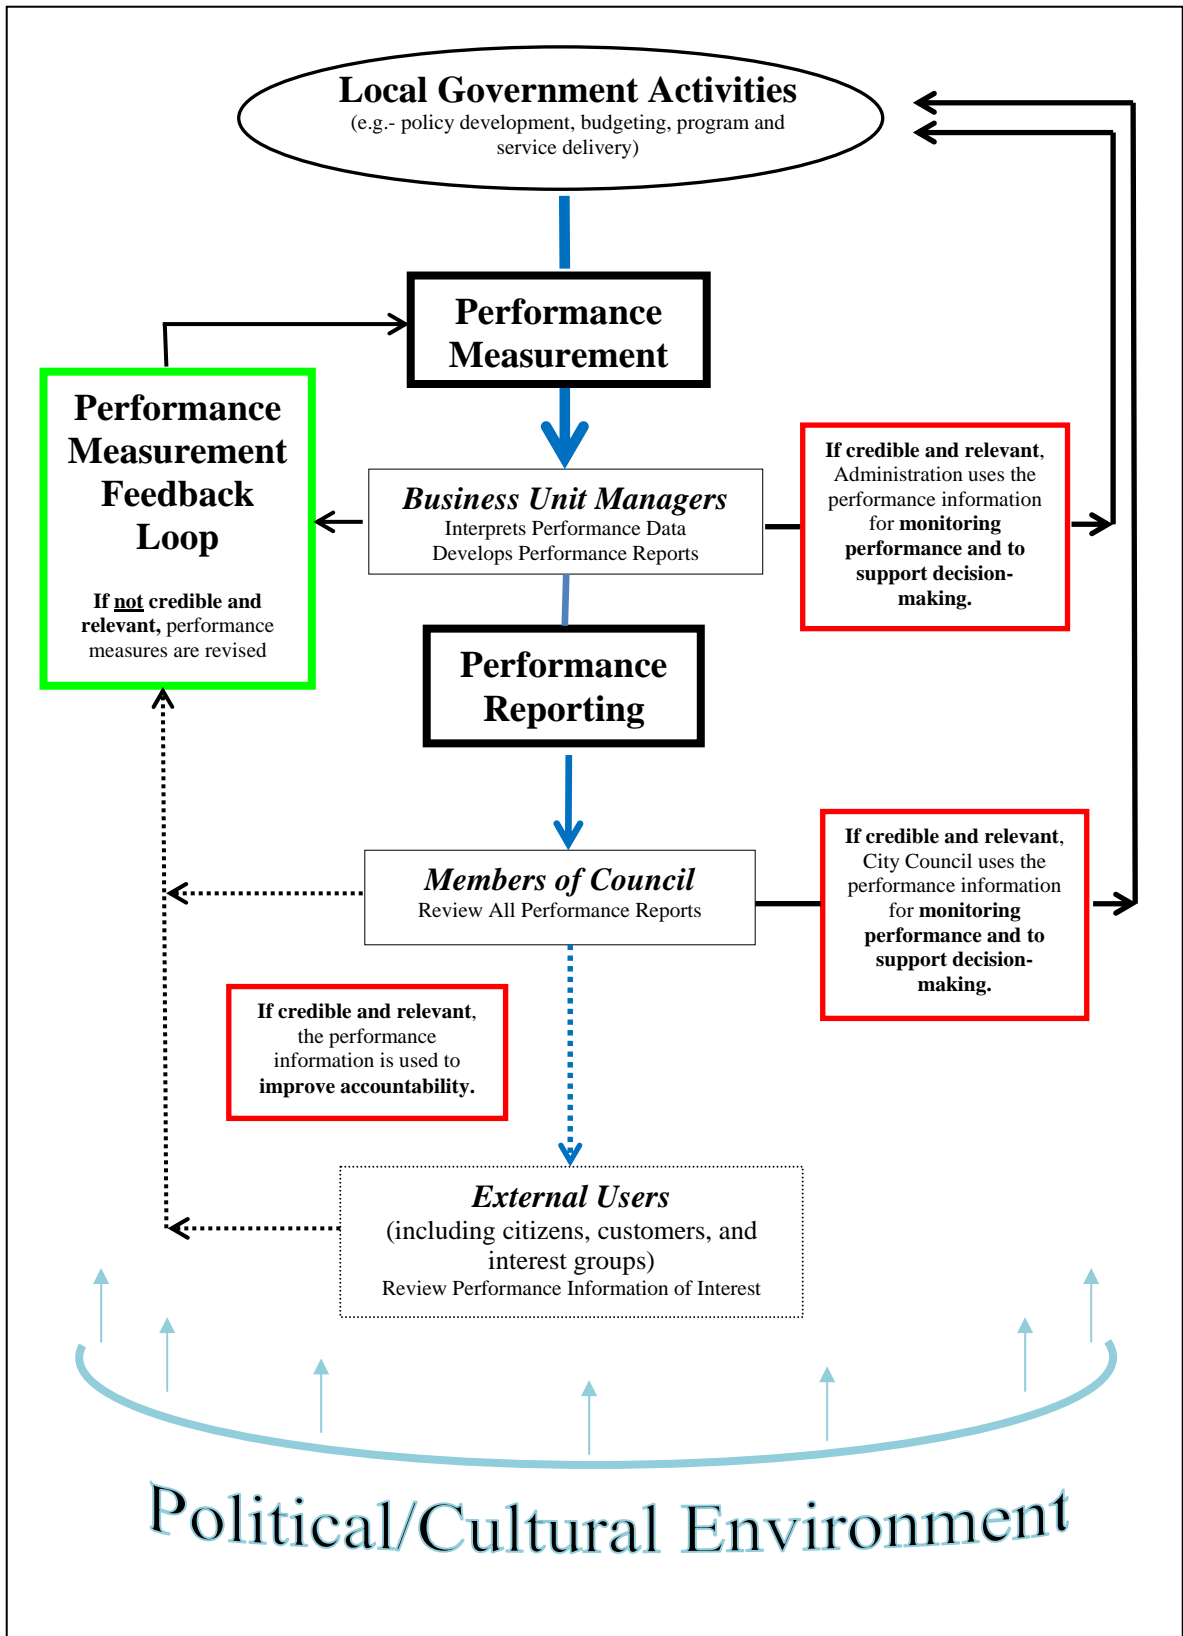 Local Government Activities
(e.g.- policy development, budgeting, program and
service delivery)
Performance
Measurement
Performance
Measurement
Feedback
Loop
If not credible and
relevant, performance
measures are revised
Business Unit Managers
Interprets Performance Data
Develops Performance Reports
If credible and relevant,
Administration uses the
performance information
for monitoring
performance and to
support decision-
making.
Performance
Reporting
Members of Council
Review All Performance Reports
If credible and relevant,
City Council uses the
performance information
for monitoring
performance and to
support decision-
making.
If credible and relevant,
the performance
information is used to
improve accountability.
External Users
(including citizens, customers, and
interest groups)
Review Performance Information of Interest
Political/Cultural Environment